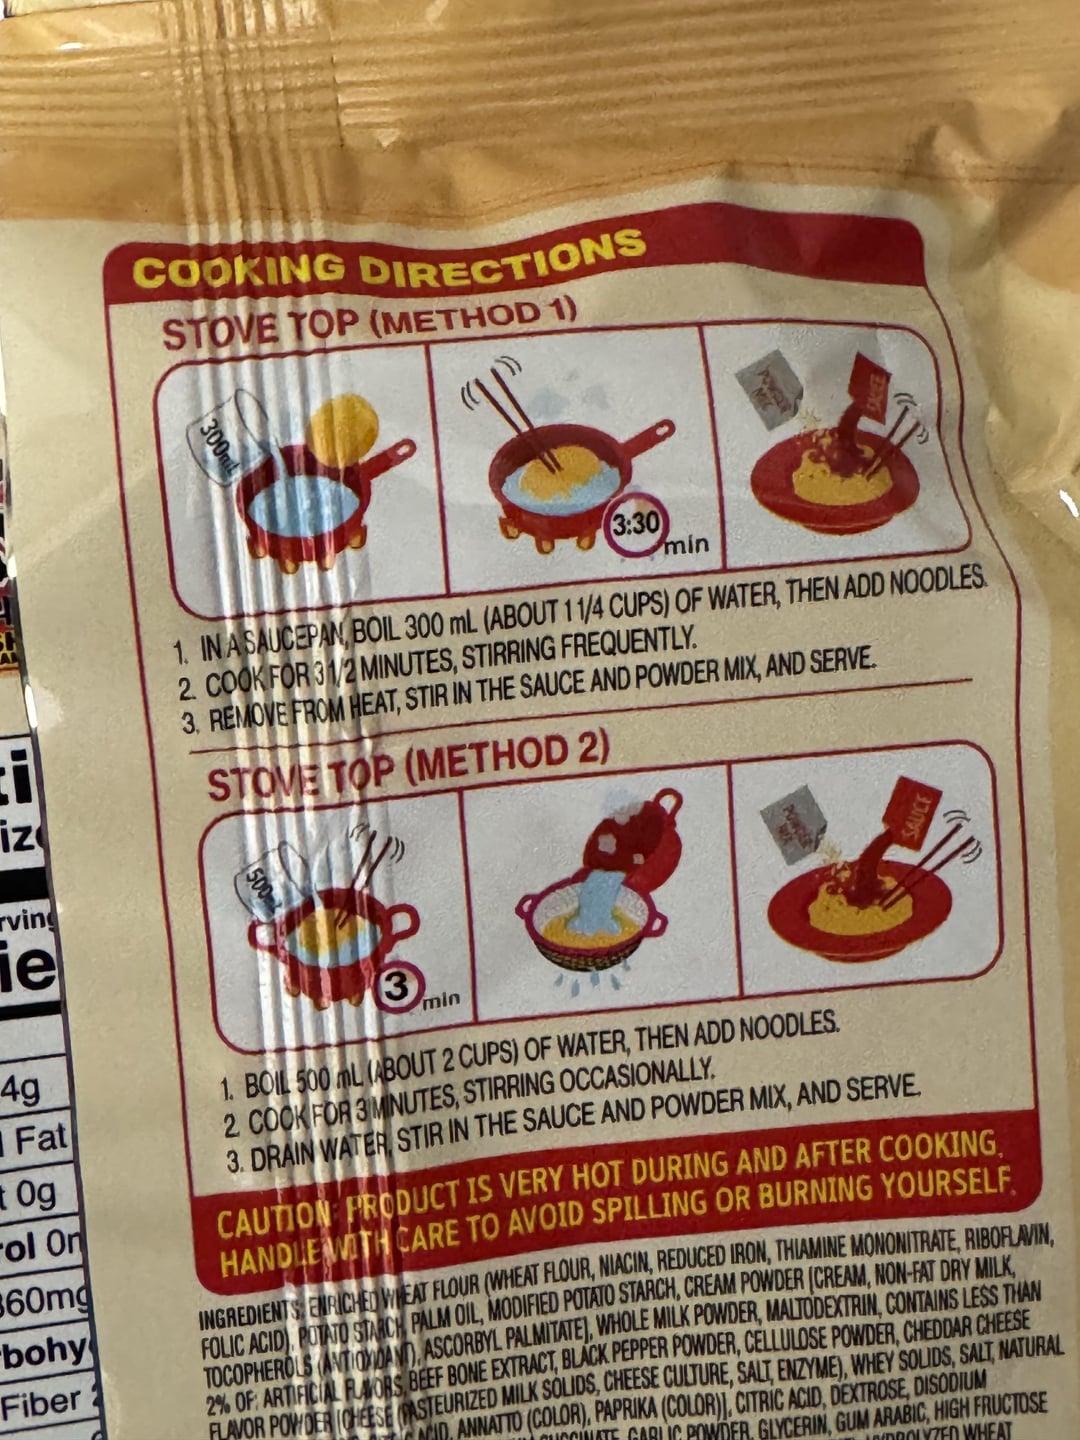 COOKING DIRECTIONS
STOVE TOP (METHOD 1)
300mL
3:30
min
SAUCE
1. IN A SAUCEPAN, BOIL 300 mL (ABOUT 1 1/4 CUPS) OF WATER, THEN ADD NOODLES.
2. COOK FOR 3 1/2 MINUTES, STIRRING FREQUENTLY.
3. REMOVE FROM HEAT, STIR IN THE SAUCE AND POWDER MIX, AND SERVE.
STOVE TOP (METHOD 2)
3
min
POWDER MIX
SAUCE
1. BOIL 500 mL (ABOUT 2 CUPS) OF WATER, THEN ADD NOODLES.
2. COOK FOR 3 MINUTES, STIRRING OCCASIONALLY.
3. DRAIN WATER, STIR IN THE SAUCE AND POWDER MIX, AND SERVE.
CAUTION: PRODUCT IS VERY HOT DURING AND AFTER COOKING.
HANDLE WITH CARE TO AVOID SPILLING OR BURNING YOURSELF.
INGREDIENTS: ENRICHED WHEAT FLOUR (WHEAT FLOUR, NIACIN, REDUCED IRON, THIAMINE MONONITRATE, RIBOFLAVIN,
FOLIC ACID), POTATO STARCH, PALM OIL, MODIFIED POTATO STARCH, CREAM POWDER [CREAM, NON-FAT DRY MILK,
TOCOPHEROLS (ANTIOXIDANT), ASCORBYL PALMITATE], WHOLE MILK POWDER, MALTODEXTRIN, CONTAINS LESS THAN
2% OF: ARTIFICIAL FLAVORS, BEEF BONE EXTRACT, BLACK PEPPER POWDER, CELLULOSE POWDER, CHEDDAR CHEESE
FLAVOR POWDER [CHEESE (PASTEURIZED MILK SOLIDS, CHEESE CULTURE, SALT, ENZYME), WHEY SOLIDS, SALT, NATURAL
ACID, ANNATTO (COLOR), PAPRIKA (COLOR)], CITRIC ACID, DEXTROSE, DISODIUM
GARLIC POWDER, GLYCERIN, GUM ARABIC, HIGH FRUCTOSE
WHEAT
4g
Fat
0g
Fiber